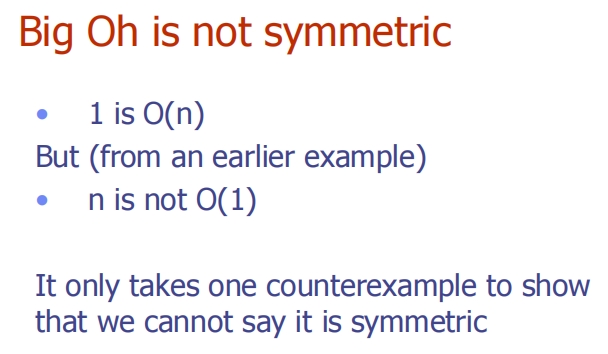 Big Oh is not symmetric
• 1 is O(n)
But (from an earlier example)
• n is not O(1)
It only takes one counterexample to show
that we cannot say it is symmetric